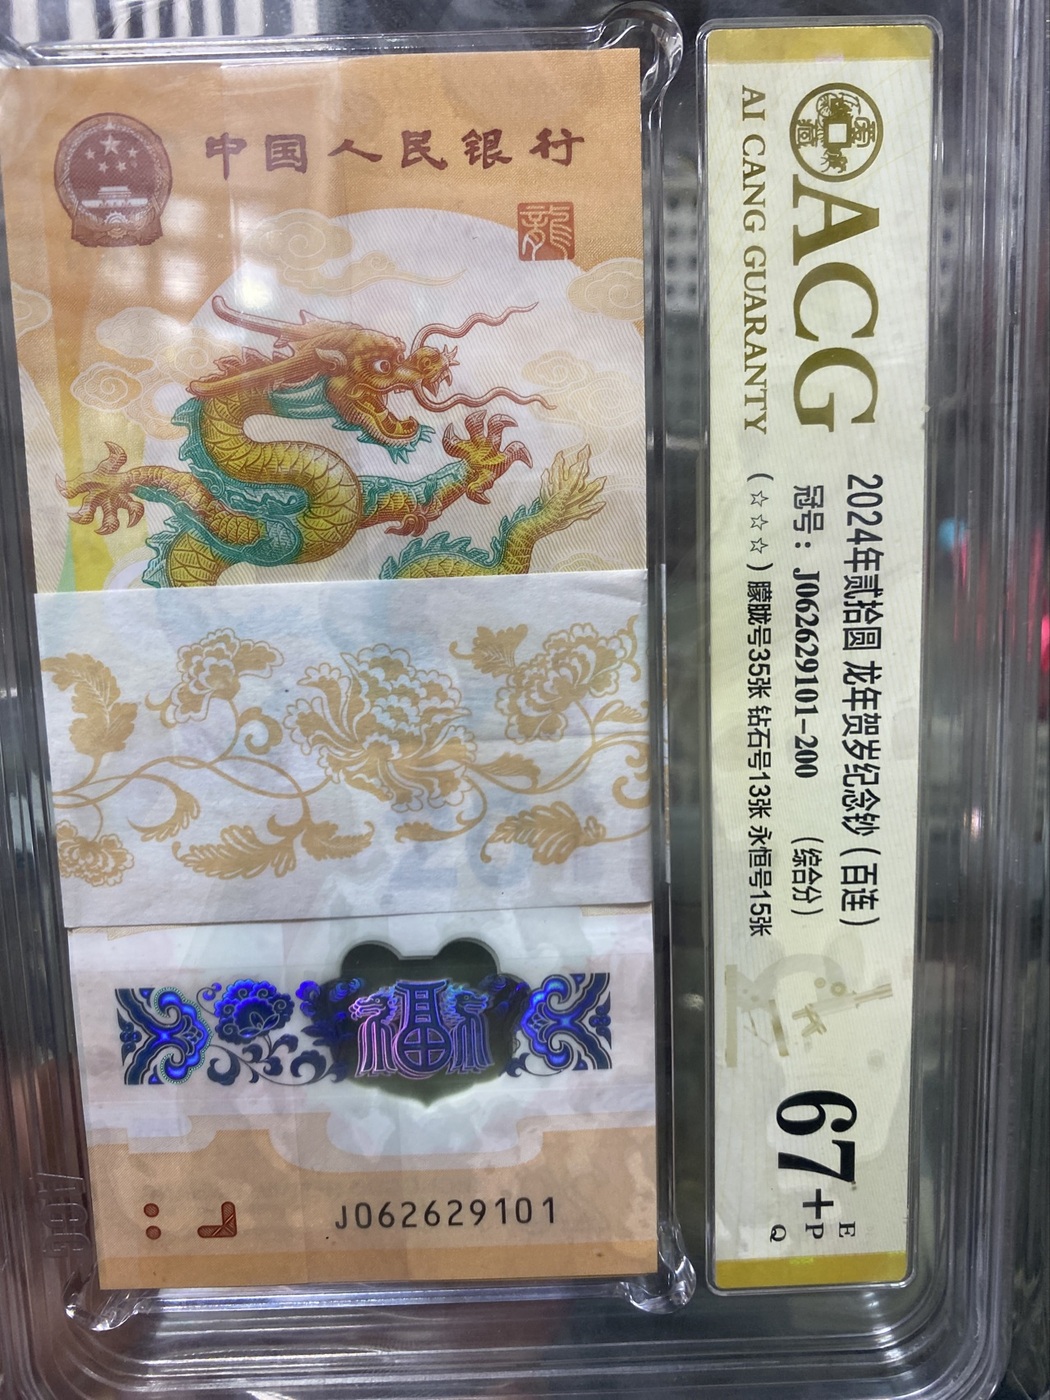 中国人民银行
龍
J062629101
ACG
AI CANG GUARANTY
2024年贰拾圆 龙年贺岁纪念钞（百连）
冠号：J062629101-200 （综合分）
（☆☆☆）朦胧号35张 钻石号13张 永恒号15张
67+
E
P
Q
ACG